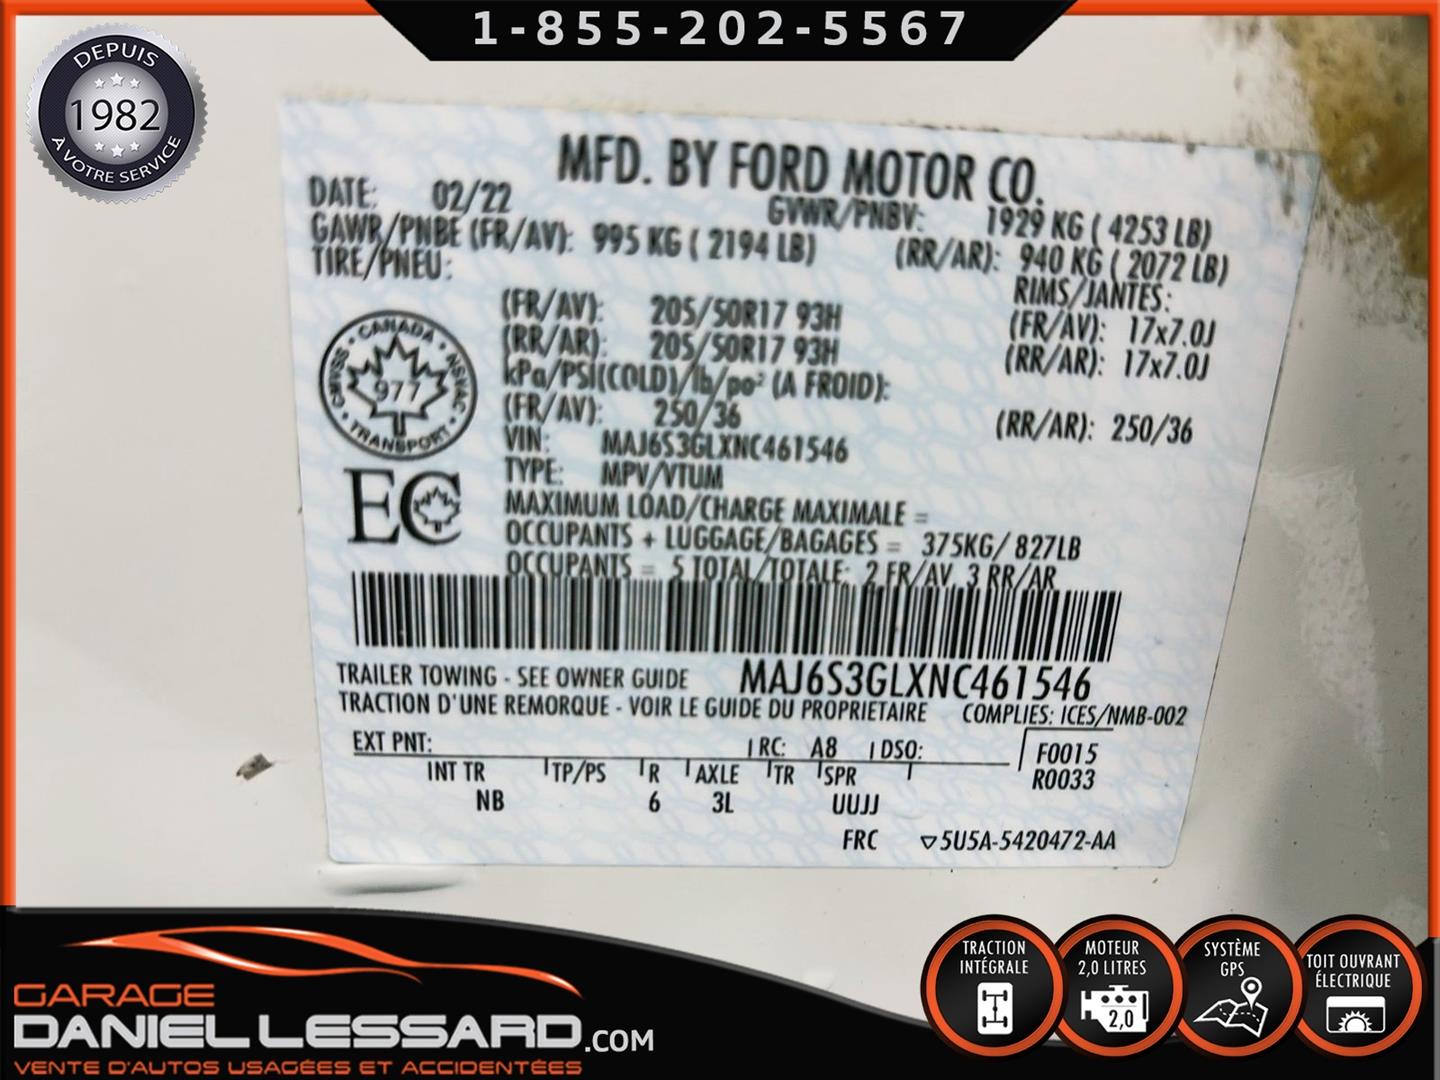 1-855-202-5567
DEPUIS
1982
À VOTRE SERVICE
MFD. BY FORD MOTOR CO.
DATE: 02/22 GVWR/PNBV: 1929 KG ( 4253 LB)
GAWR/PNBE (FR/AV): 995 KG ( 2194 LB) (RR/AR): 940 KG ( 2072 LB)
TIRE/PNEU: RIMS/JANTES:
(FR/AV): 205/50R17 93H (FR/AV): 17x7.0J
(RR/AR): 205/50R17 93H (RR/AR): 17x7.0J
kPa/PSI(COLD)/lb/po² (A FROID):
(FR/AV): 250/36 (RR/AR): 250/36
VIN: MAJ6S3GLXNC461546
TYPE: MPV/VTUM
MAXIMUM LOAD/CHARGE MAXIMALE =
OCCUPANTS + LUGGAGE/BAGAGES = 375KG/ 827LB
OCCUPANTS = 5 TOTAL/TOTALE: 2 FR/AV, 3 RR/AR
CANADA
CMVSS 977 NSVAC
TRANSPORT
EC
TRAILER TOWING - SEE OWNER GUIDE MAJ6S3GLXNC461546
TRACTION D'UNE REMORQUE - VOIR LE GUIDE DU PROPRIETAIRE COMPLIES: ICES/NMB-002
EXT PNT: RC: A8 DSO: F0015
INT TR TP/PS R AXLE TR SPR R0033
NB 6 3L UUJJ
FRC 5U5A-5420472-AA
GARAGE
DANIEL LESSARD.COM
VENTE D'AUTOS USAGÉES ET ACCIDENTÉES
TRACTION
INTÉGRALE
MOTEUR
2,0 LITRES
2,0
SYSTÈME
GPS
TOIT OUVRANT
ÉLECTRIQUE